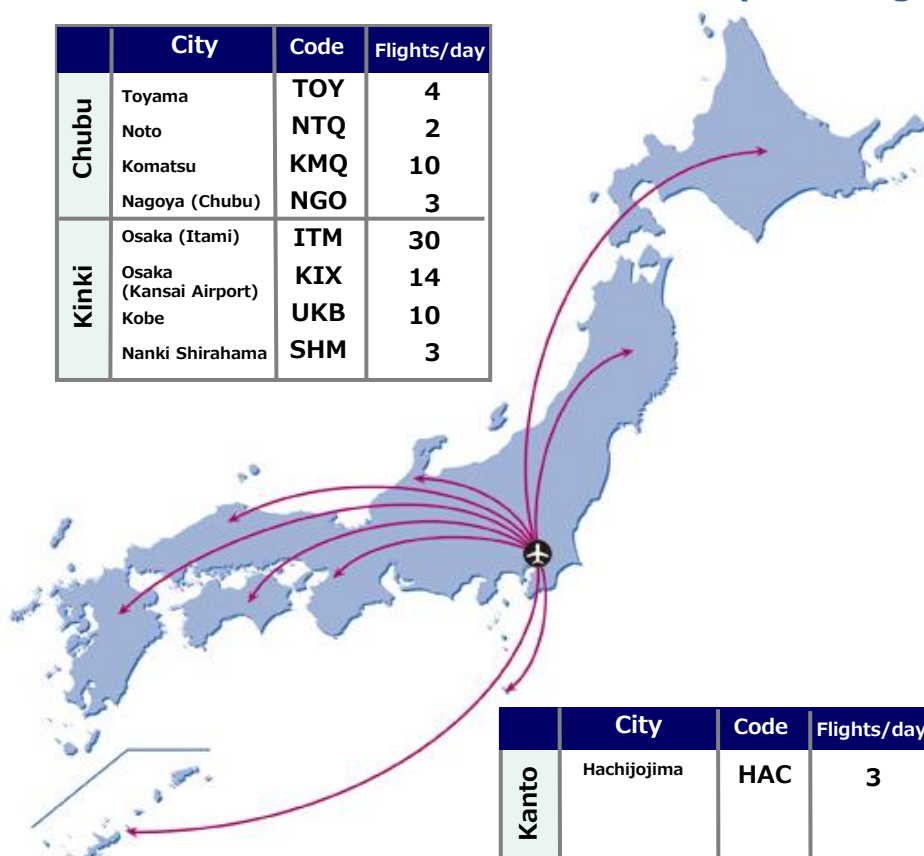 City Code Flights/day
Chubu
Toyama TOY 4
Noto NTQ 2
Komatsu KMQ 10
Nagoya (Chubu) NGO 3
Kinki
Osaka (Itami) ITM 30
Osaka
(Kansai Airport) KIX 14
Kobe UKB 10
Nanki Shirahama SHM 3
City Code Flights/day
Kanto
Hachijojima HAC 3